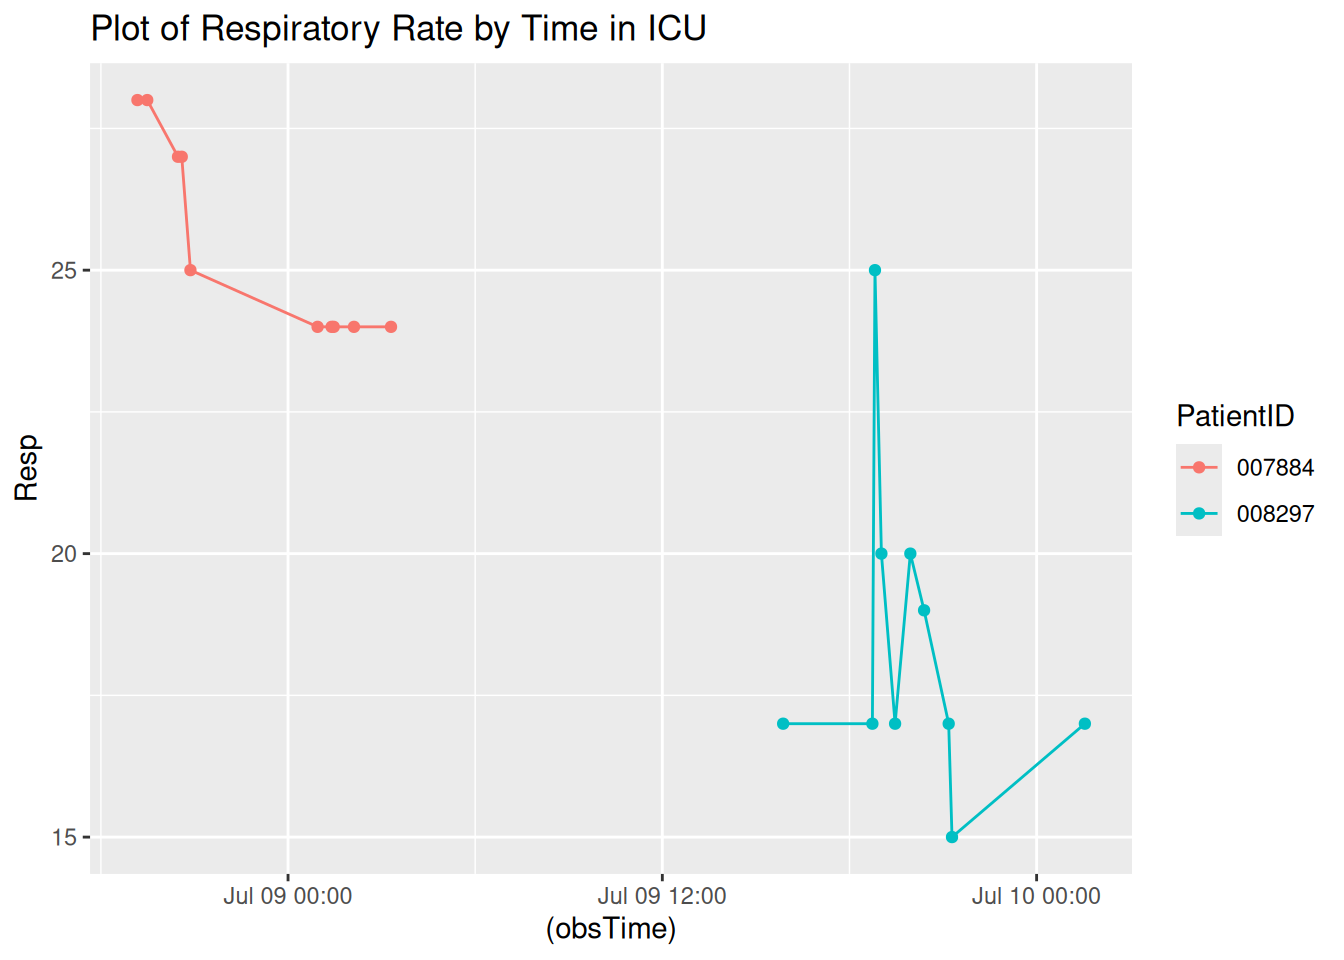 Plot of Respiratory Rate by Time in ICU
25
20
15
Resp
Jul 09 00:00
Jul 09 12:00
Jul 10 00:00
(obsTime)
PatientID
007884
008297